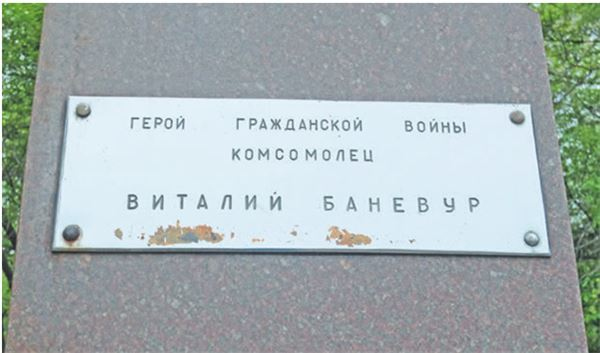 ГЕРОЙ ГРАЖДАНСКОЙ ВОЙНЫ
КОМСОМОЛЕЦ
ВИТАЛИЙ БАНЕВУР